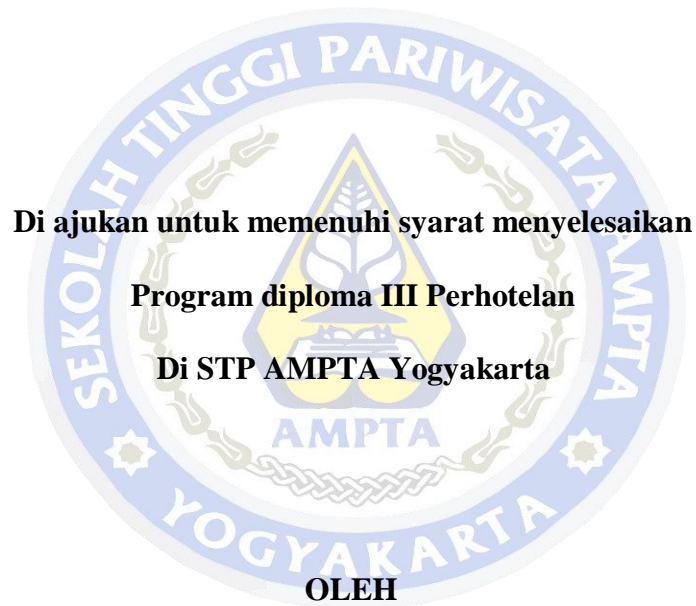 SEKOLAH TINGGI PARIWISATA AMPTA
Di ajukan untuk memenuhi syarat menyelesaikan
Program diploma III Perhotelan
Di STP AMPTA Yogyakarta
AMPTA
YOGYAKARTA
OLEH